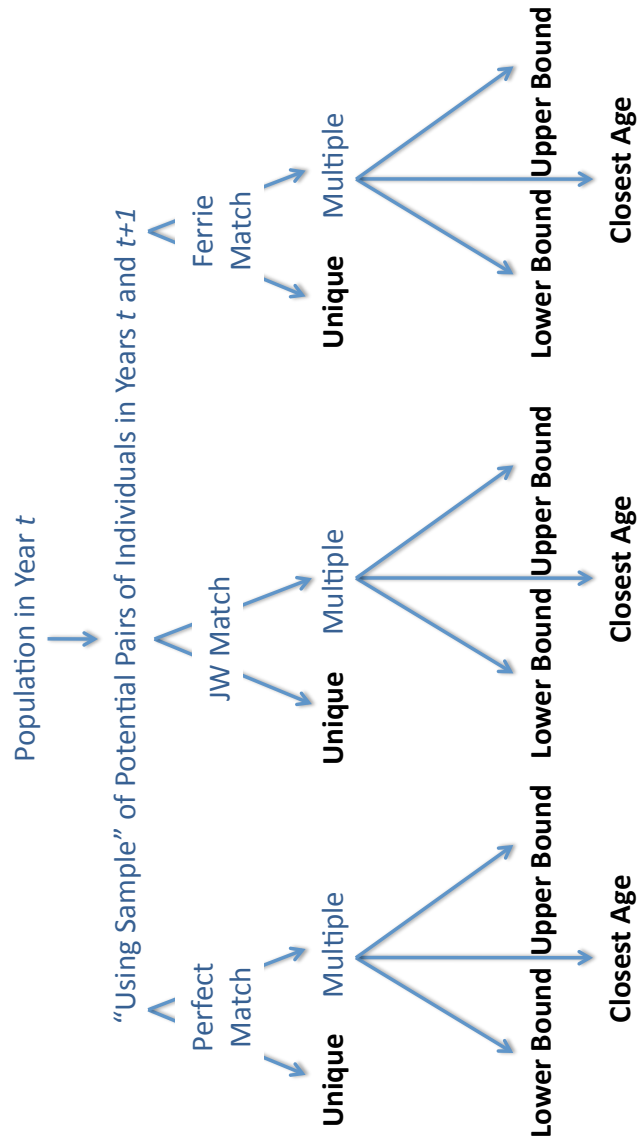 Population in Year t
“Using Sample” of Potential Pairs of Individuals in Years t and t+1
Perfect
Match
JW Match
Ferrie
Match
Unique
Multiple
Unique
Multiple
Unique
Multiple
Lower Bound
Upper Bound
Lower Bound
Upper Bound
Lower Bound
Upper Bound
Closest Age
Closest Age
Closest Age